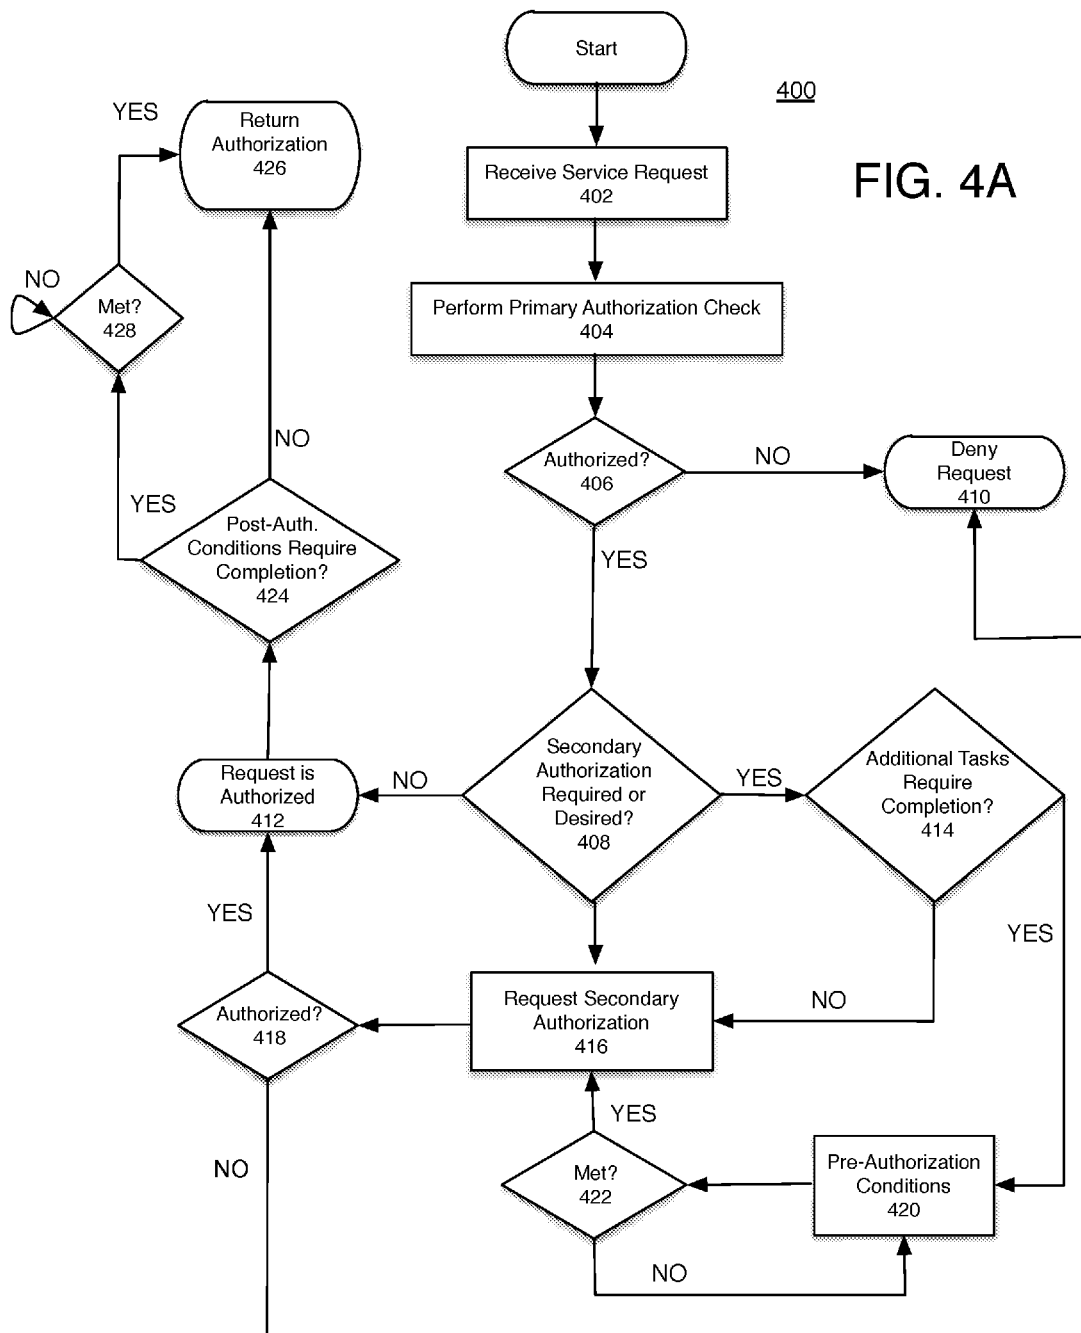 Start
400
FIG. 4A
YES
Return
Authorization
426
Receive Service Request
402
NO
Met?
428
Perform Primary Authorization Check
404
NO
YES
Authorized?
406
NO
Deny
Request
410
Post-Auth.
Conditions Require
Completion?
424
YES
Request is
Authorized
412
NO
Secondary
Authorization
Required or
Desired?
408
YES
Additional Tasks
Require
Completion?
414
YES
YES
Authorized?
418
Request Secondary
Authorization
416
NO
YES
NO
Met?
422
Pre-Authorization
Conditions
420
NO